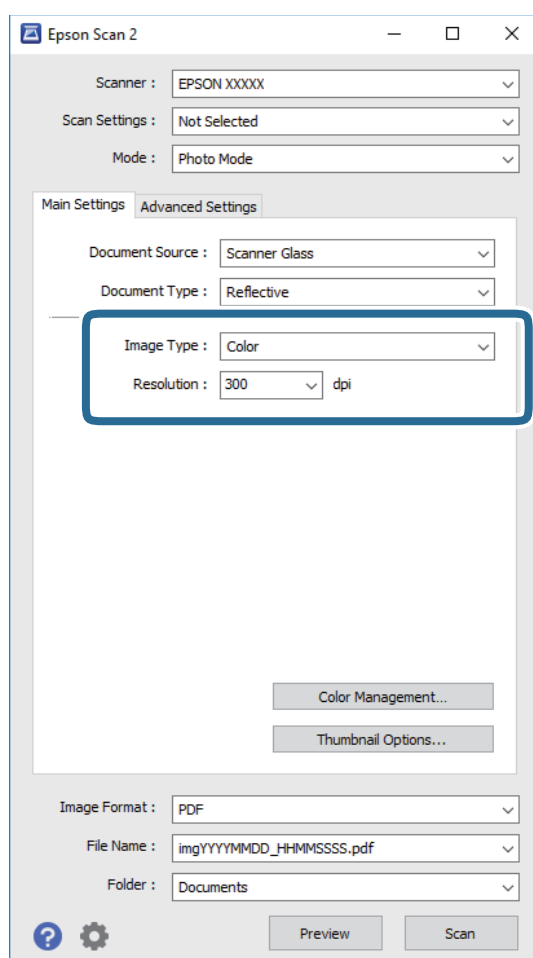 Epson Scan 2
Scanner : EPSON XXXXX
Scan Settings : Not Selected
Mode : Photo Mode
Main Settings Advanced Settings
Document Source : Scanner Glass
Document Type : Reflective
Image Type : Color
Resolution : 300 dpi
Color Management...
Thumbnail Options...
Image Format : PDF
File Name : imgYYYYMMDD_HHMMSSSS.pdf
Folder : Documents
? Preview Scan